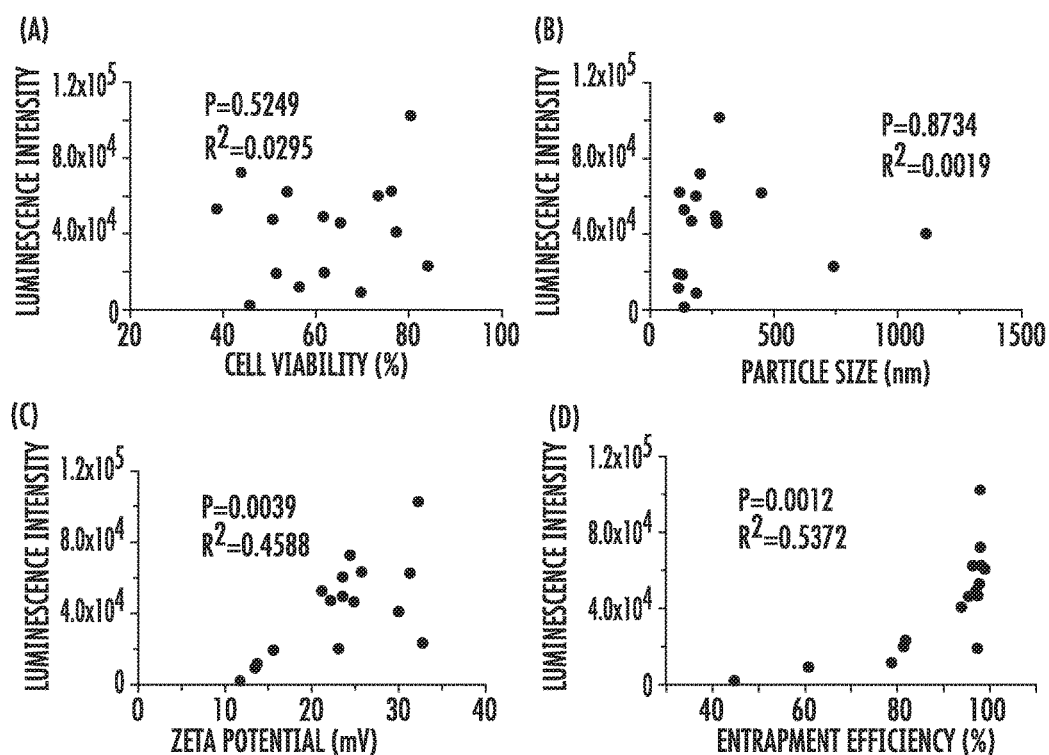 (A)
LUMINESCENCE INTENSITY
1.2x10^5
8.0x10^4
4.0x10^4
0
P=0.5249
R^2=0.0295
20 40 60 80 100
CELL VIABILITY (%)
(B)
LUMINESCENCE INTENSITY
1.2x10^5
8.0x10^4
4.0x10^4
0
P=0.8734
R^2=0.0019
0 500 1000 1500
PARTICLE SIZE (nm)
(C)
LUMINESCENCE INTENSITY
1.2x10^5
8.0x10^4
4.0x10^4
0
P=0.0039
R^2=0.4588
0 10 20 30 40
ZETA POTENTIAL (mV)
(D)
LUMINESCENCE INTENSITY
1.2x10^5
8.0x10^4
4.0x10^4
0
P=0.0012
R^2=0.5372
40 60 80 100
ENTRAPMENT EFFICIENCY (%)